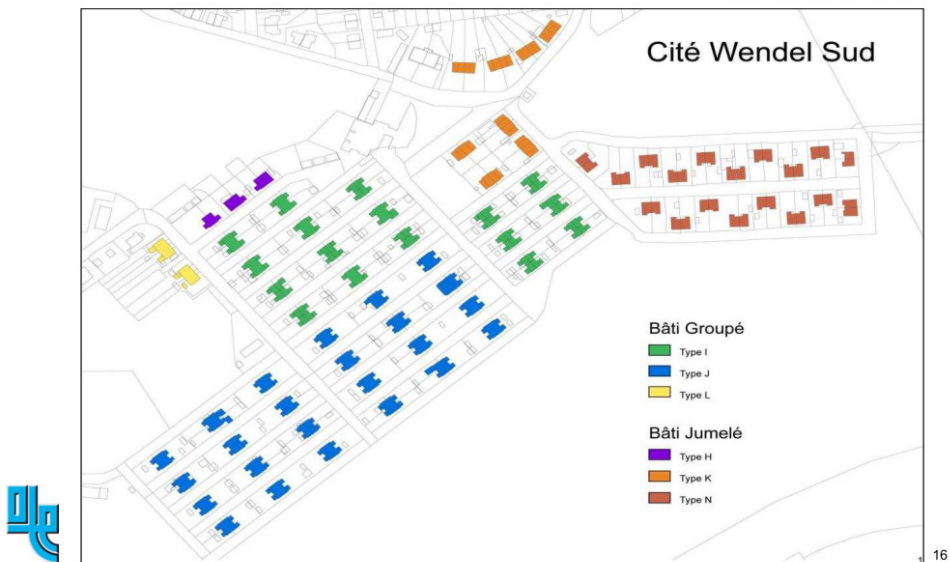 Cité Wendel Sud
Bâti Groupé
Type I
Type J
Type L
Bâti Jumelé
Type H
Type K
Type N
16